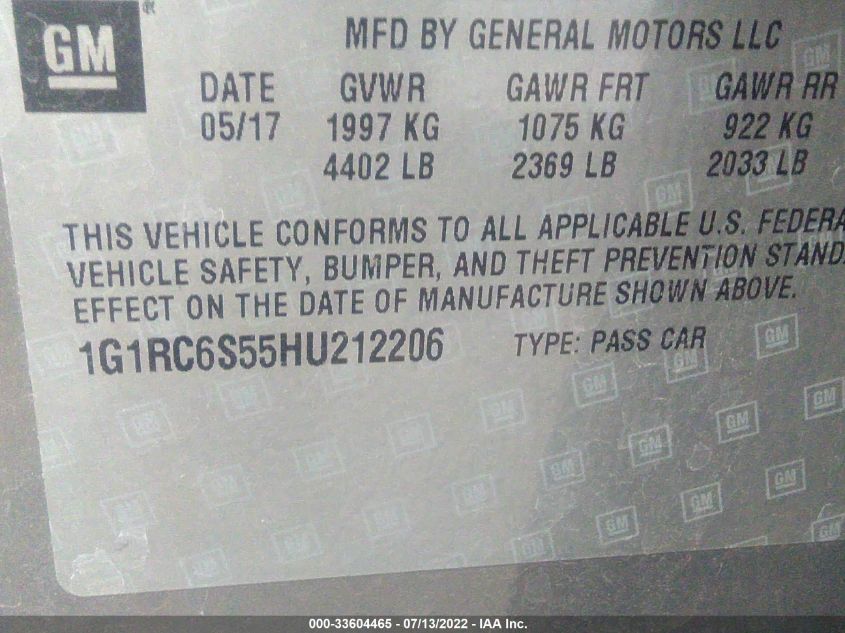 GM
MFD BY GENERAL MOTORS LLC
DATE GVWR GAWR FRT GAWR RR
05/17 1997 KG 1075 KG 922 KG
4402 LB 2369 LB 2033 LB
THIS VEHICLE CONFORMS TO ALL APPLICABLE U.S. FEDERA
VEHICLE SAFETY, BUMPER, AND THEFT PREVENTION STAND
EFFECT ON THE DATE OF MANUFACTURE SHOWN ABOVE.
1G1RC6S55HU212206 TYPE: PASS CAR
000-33604465 - 07/13/2022 - IAA Inc.